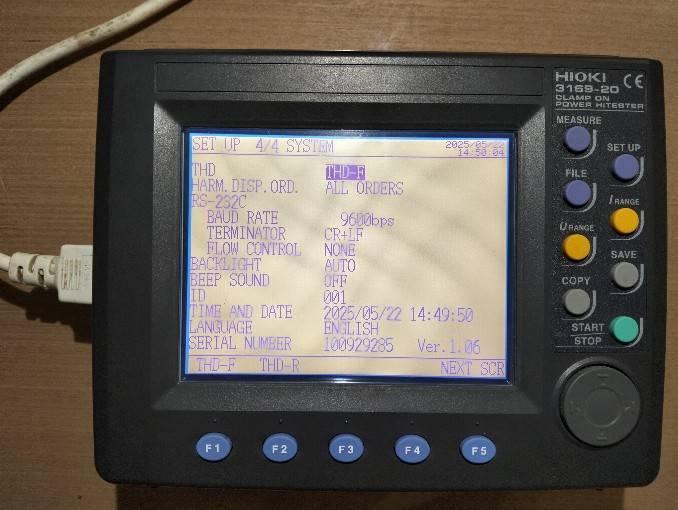 HIOKI CE
3169-20
CLAMP ON
POWER HiTESTER
MEASURE
SET UP
FILE
I RANGE
U RANGE
SAVE
COPY
START
STOP
SET UP 4/4 SYSTEM 2025/05/22
14:50:04
THD THD-F
HARM.DISP.ORD. ALL ORDERS
RS-232C
BAUD RATE 9600bps
TERMINATOR CR+LF
FLOW CONTROL NONE
BACKLIGHT AUTO
BEEP SOUND OFF
ID 001
TIME AND DATE 2025/05/22 14:49:50
LANGUAGE ENGLISH
SERIAL NUMBER 100929285 Ver.1.06
THD-F THD-R NEXT SCR
F1 F2 F3 F4 F5